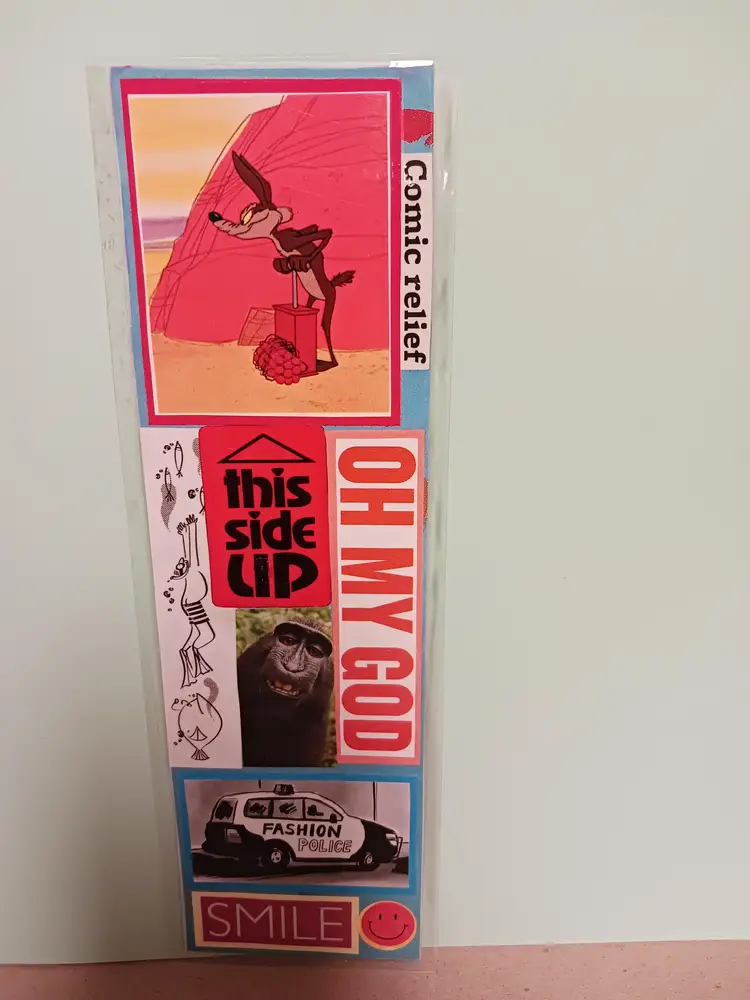 Comic relief
this
side
UP
OH MY GOD
FASHION
POLICE
SMILE